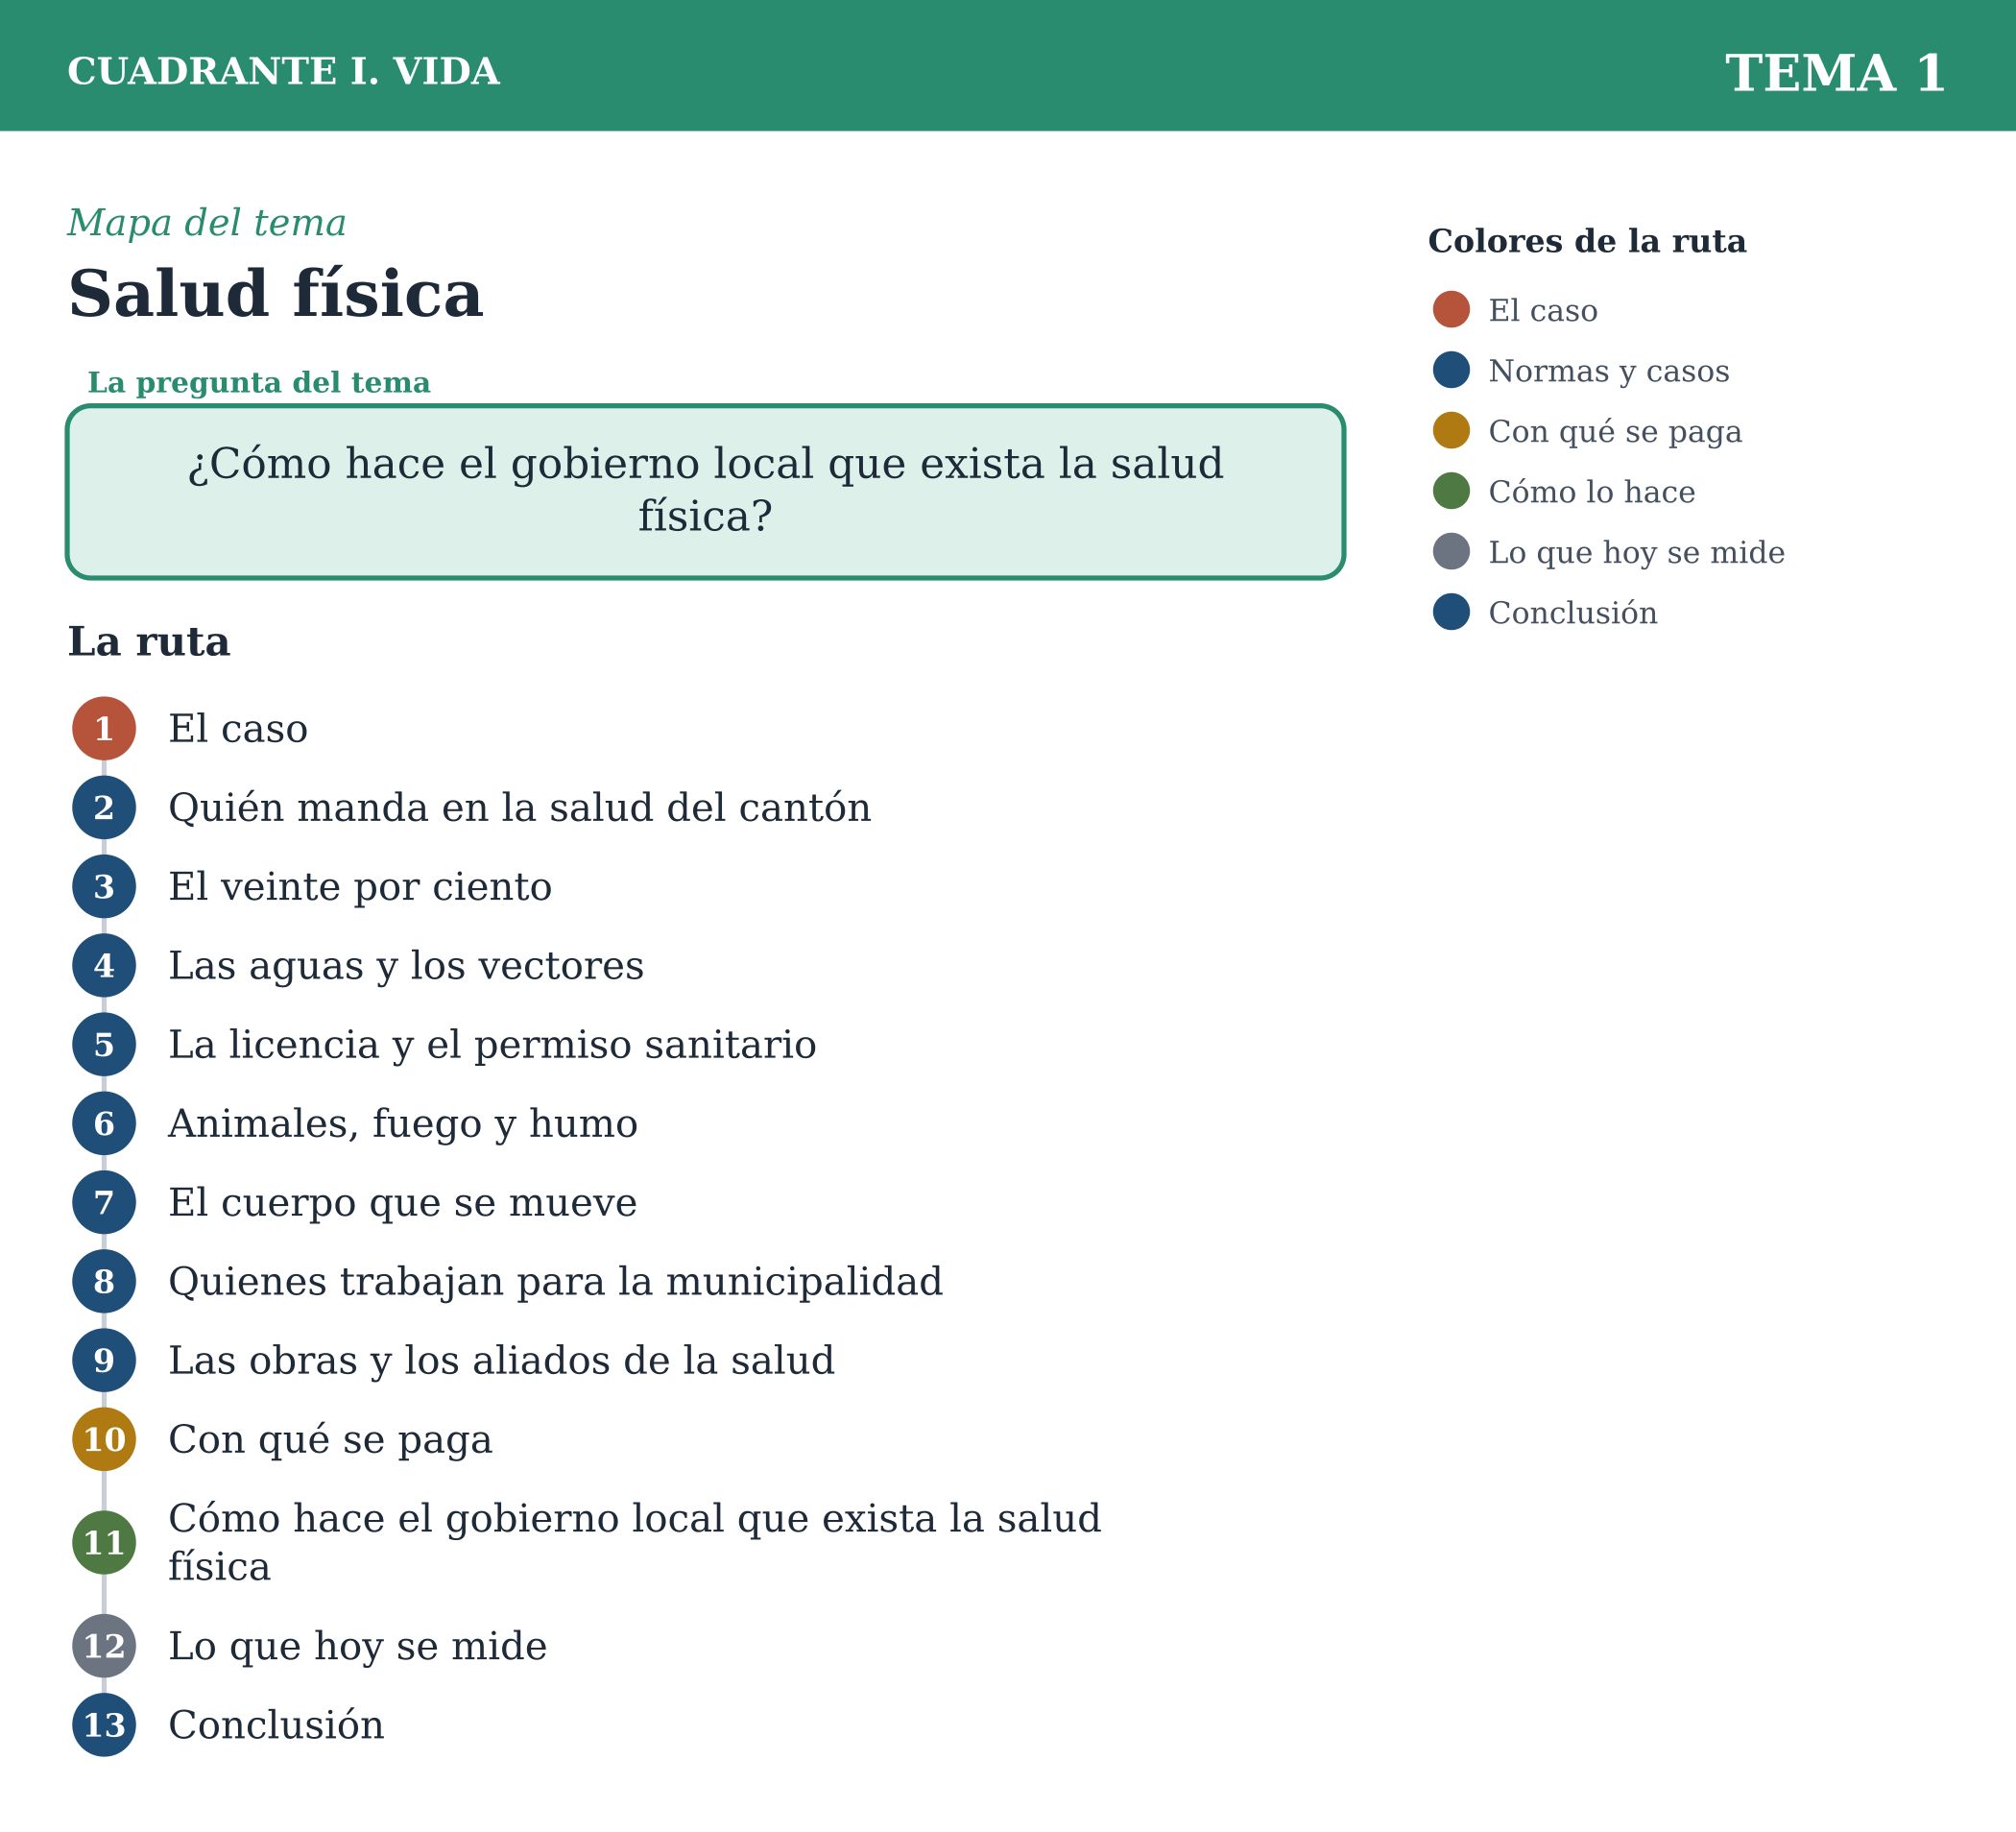 CUADRANTE I. VIDA
TEMA 1
Mapa del tema
Salud física
La pregunta del tema
¿Cómo hace el gobierno local que exista la salud
física?
Colores de la ruta
El caso
Normas y casos
Con qué se paga
Cómo lo hace
Lo que hoy se mide
Conclusión
La ruta
1 El caso
2 Quién manda en la salud del cantón
3 El veinte por ciento
4 Las aguas y los vectores
5 La licencia y el permiso sanitario
6 Animales, fuego y humo
7 El cuerpo que se mueve
8 Quienes trabajan para la municipalidad
9 Las obras y los aliados de la salud
10 Con qué se paga
11 Cómo hace el gobierno local que exista la salud
física
12 Lo que hoy se mide
13 Conclusión